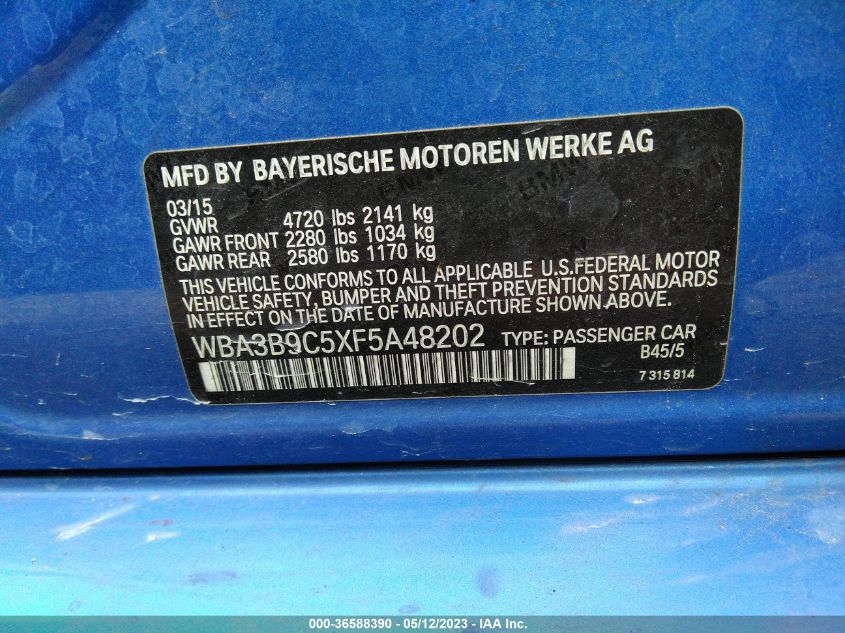 MFD BY BAYERISCHE MOTOREN WERKE AG
03/15
GVWR 4720 lbs 2141 kg
GAWR FRONT 2280 lbs 1034 kg
GAWR REAR 2580 lbs 1170 kg
THIS VEHICLE CONFORMS TO ALL APPLICABLE U.S.FEDERAL MOTOR
VEHICLE SAFETY, BUMPER AND THEFT PREVENTION STANDARDS
IN EFFECT ON THE DATE OF MANUFACTURE SHOWN ABOVE.
WBA3B9C5XF5A48202 TYPE: PASSENGER CAR
B45/5
7 315 814
000-36588390 - 05/12/2023 - IAA Inc.